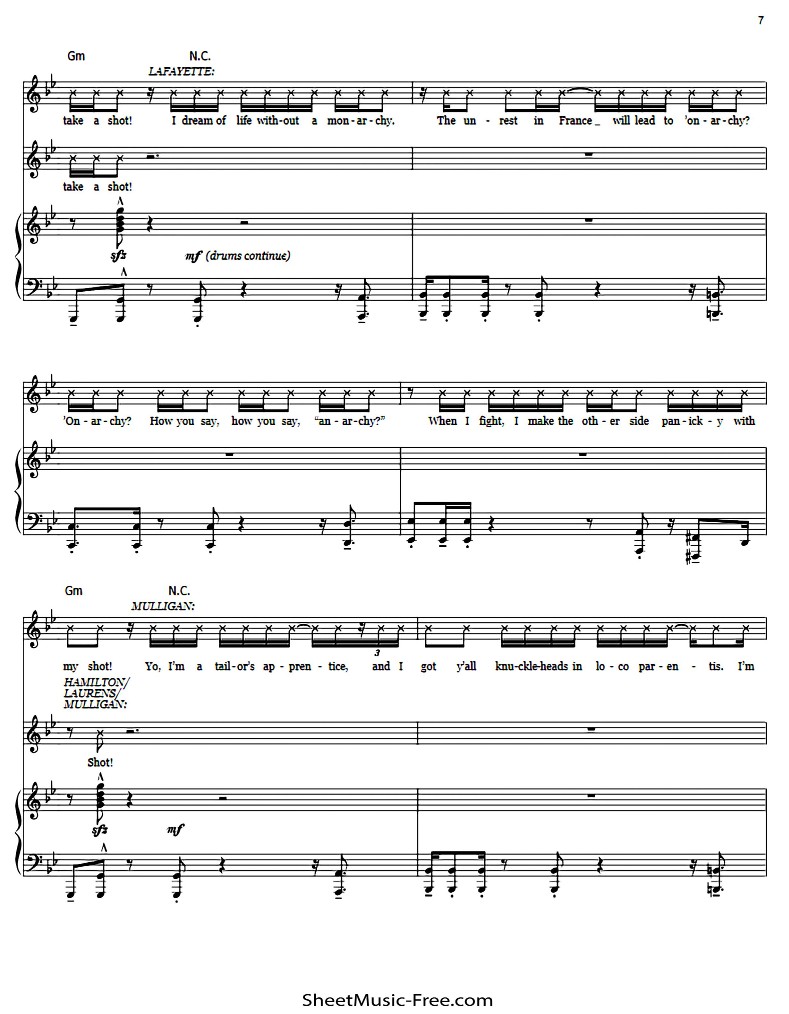 7
Gm N.C.
LAFAYETTE:
take a shot! I dream of life with-out a mon-ar-chy. The un - rest in France_ will lead to 'on-ar-chy?
take a shot!
sfz mf (drums continue)
'On - ar - chy? How you say, how you say, "an - ar - chy?" When I fight, I make the oth - er side pan - ick - y with
Gm N.C.
MULLIGAN:
3
my shot! Yo, I'm a tail - or's ap - pren - tice, and I got y'all knu - ckle-heads in lo - co par - en - tis. I'm
HAMILTON/
LAURENS/
MULLIGAN:
Shot!
sfz mf
SheetMusic-Free.com